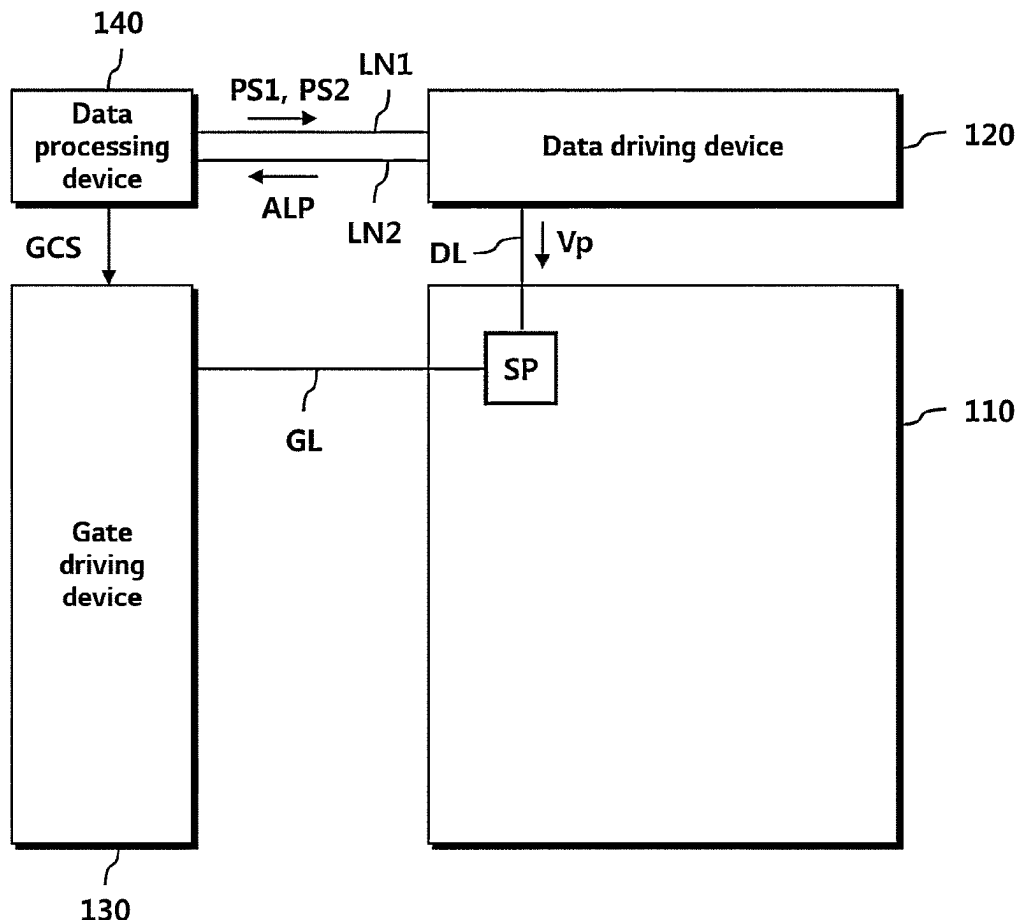 140
LN1
PS1, PS2
Data
processing
device
Data driving device
120
ALP
LN2
GCS
DL
Vp
SP
GL
110
Gate
driving
device
130